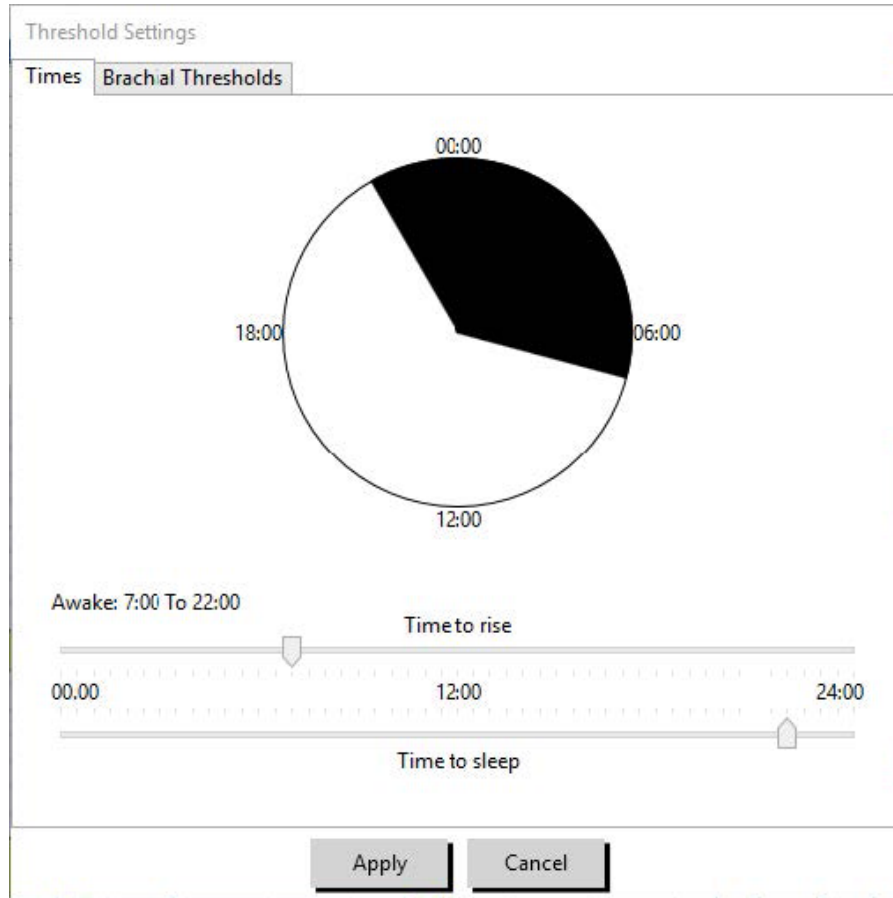 Threshold Settings
Times Brachial Thresholds
00:00
18:00 06:00
12:00
Awake: 7:00 To 22:00
Time to rise
00.00 12:00 24:00
Time to sleep
Apply Cancel